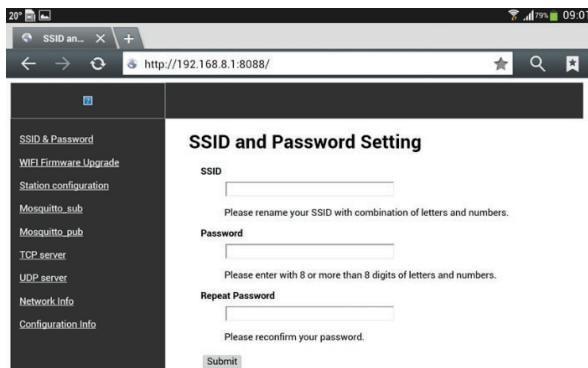 20°
79%
09:01
SSID an...
http://192.168.8.1:8088/
SSID & Password
WIFI Firmware Upgrade
Station configuration
Mosquitto_sub
Mosquitto_pub
TCP server
UDP server
Network Info
Configuration Info
SSID and Password Setting
SSID
Please rename your SSID with combination of letters and numbers.
Password
Please enter with 8 or more than 8 digits of letters and numbers.
Repeat Password
Please reconfirm your password.
Submit